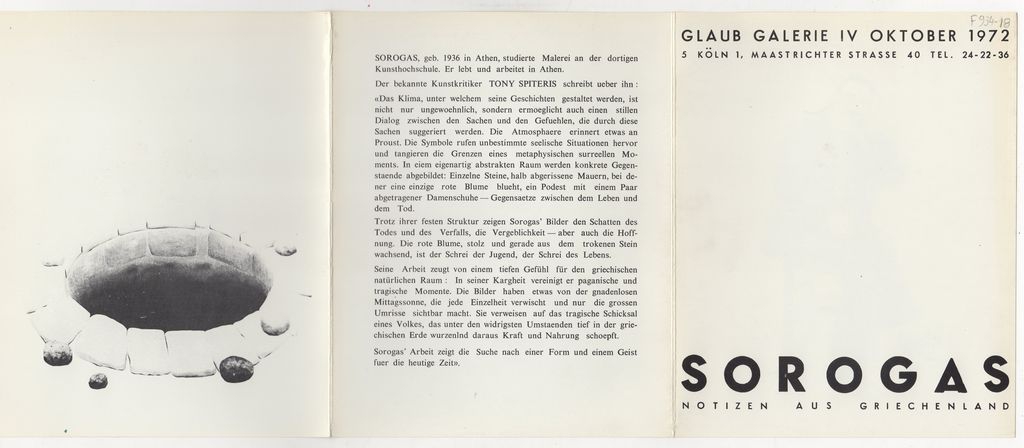 SOROGAS, geb. 1936 in Athen, studierte Malerei an der dortigen
Kunsthochschule. Er lebt und arbeitet in Athen.
Der bekannte Kunstkritiker TONY SPITERIS schreibt ueber ihn :
«Das Klima, unter welchem seine Geschichten gestaltet werden, ist
nicht nur ungewoehnlich, sondern ermoeglicht auch einen stillen
Dialog zwischen den Sachen und den Gefuehlen, die durch diese
Sachen suggeriert werden. Die Atmosphaere erinnert etwas an
Proust. Die Symbole rufen unbestimmte seelische Situationen hervor
und tangieren die Grenzen eines metaphysischen surreellen Mo-
ments. In eiem eigenartig abstrakten Raum werden konkrete Gegen-
staende abgebildet: Einzelne Steine, halb abgerissene Mauern, bei de-
ner eine einzige rote Blume blueht, ein Podest mit einem Paar
abgetragener Damenschuhe — Gegensaetze zwischen dem Leben und
dem Tod.
Trotz ihrer festen Struktur zeigen Sorogas' Bilder den Schatten des
Todes und des Verfalls, die Vergeblichkeit — aber auch die Hoff-
nung. Die rote Blume, stolz und gerade aus dem trokenen Stein
wachsend, ist der Schrei der Jugend, der Schrei des Lebens.
Seine Arbeit zeugt von einem tiefen Gefühl für den griechischen
natürlichen Raum : In seiner Kargheit vereinigt er paganische und
tragische Momente. Die Bilder haben etwas von der gnadenlosen
Mittagssonne, die jede Einzelheit verwischt und nur die grossen
Umrisse sichtbar macht. Sie verweisen auf das tragische Schicksal
eines Volkes, das unter den widrigsten Umstaenden tief in der grie-
chischen Erde wurzenlnd daraus Kraft und Nahrung schoepft.
Sorogas' Arbeit zeigt die Suche nach einer Form und einem Geist
fuer die heutige Zeit».
F934-18
GLAUB GALERIE IV OKTOBER 1972
5 KÖLN 1, MAASTRICHTER STRASSE 40 TEL. 24-22-36
SOROGAS
NOTIZEN AUS GRIECHENLAND